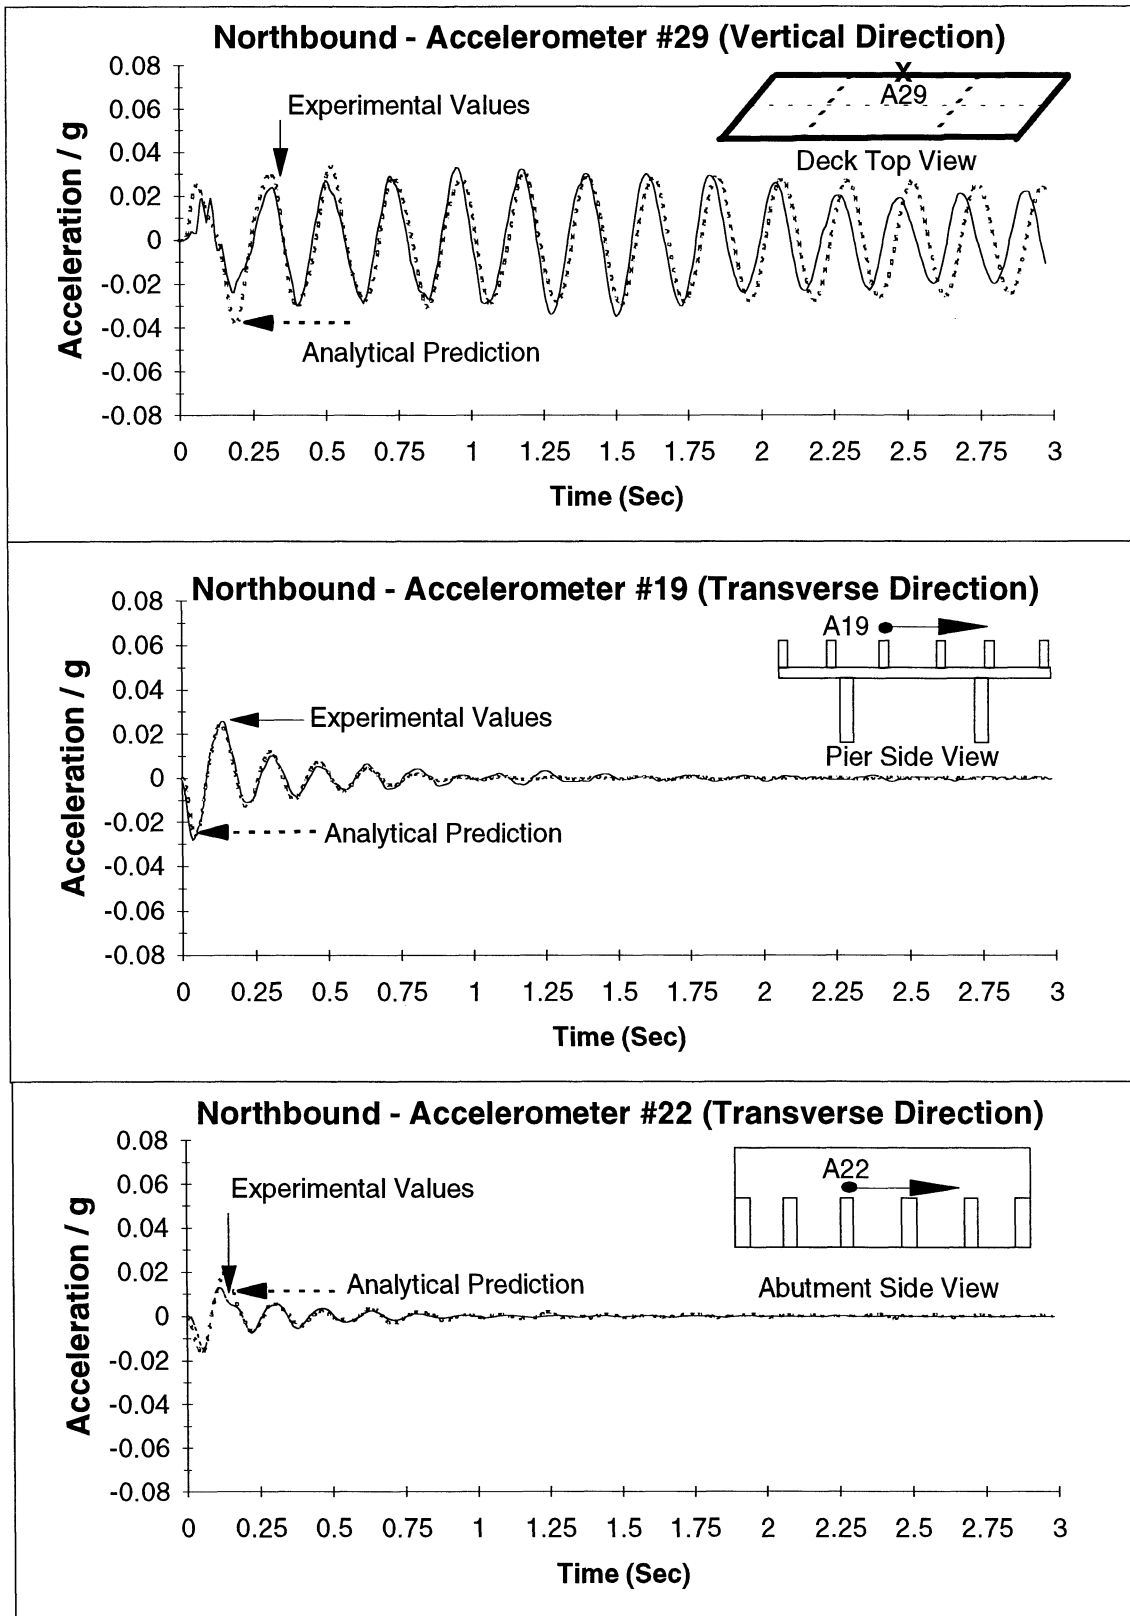 Northbound - Accelerometer #29 (Vertical Direction)
0.08
0.06
0.04
0.02
0
-0.02
-0.04
-0.06
-0.08
Acceleration / g
Experimental Values
Analytical Prediction
X
A29
Deck Top View
0 0.25 0.5 0.75 1 1.25 1.5 1.75 2 2.25 2.5 2.75 3
Time (Sec)
Northbound - Accelerometer #19 (Transverse Direction)
0.08
0.06
0.04
0.02
0
-0.02
-0.04
-0.06
-0.08
Acceleration / g
A19
Experimental Values
Pier Side View
Analytical Prediction
0 0.25 0.5 0.75 1 1.25 1.5 1.75 2 2.25 2.5 2.75 3
Time (Sec)
Northbound - Accelerometer #22 (Transverse Direction)
0.08
0.06
0.04
0.02
0
-0.02
-0.04
-0.06
-0.08
Acceleration / g
A22
Experimental Values
Analytical Prediction
Abutment Side View
0 0.25 0.5 0.75 1 1.25 1.5 1.75 2 2.25 2.5 2.75 3
Time (Sec)